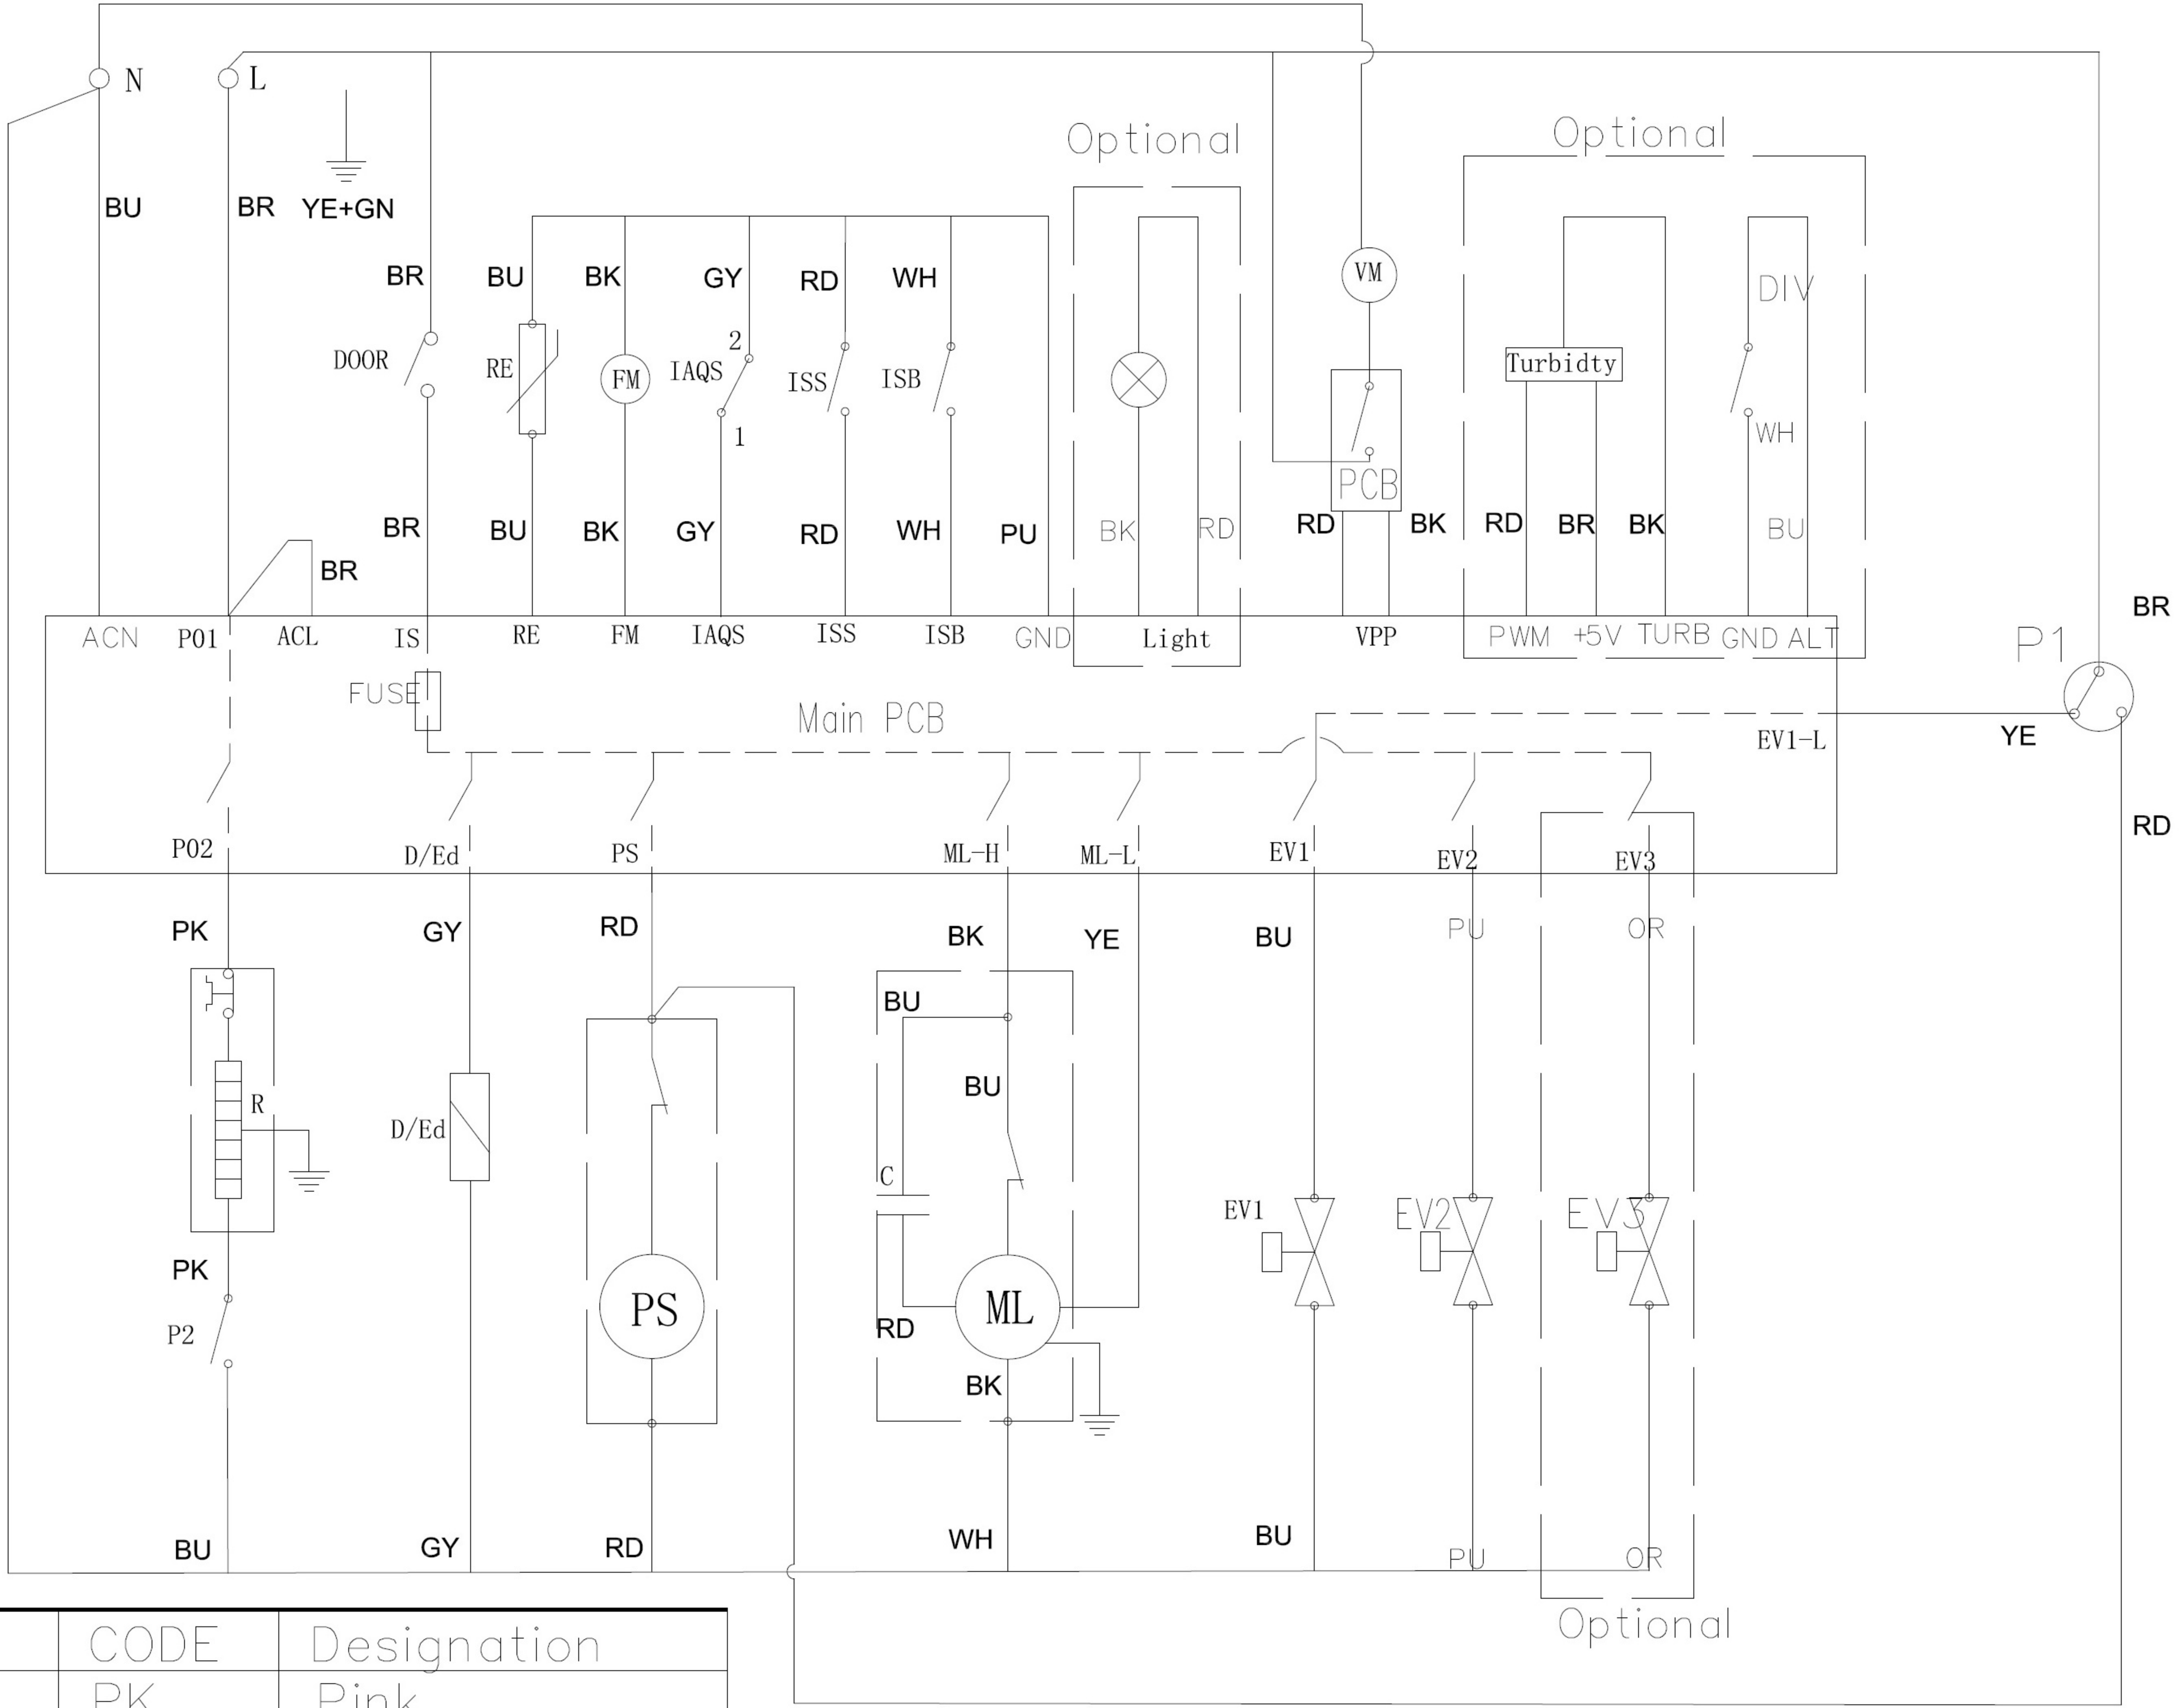 N L
Optional Optional
BU BR YE+GN
BR BU BK GY RD WH VM DIV
DOOR RE FM IAQS 2 ISS ISB Turbidty
1 WH
PCB
BR BU BK GY RD WH PU BK RD RD BK RD BR BK BU
BR
BR
ACN P01 ACL IS RE FM IAQS ISS ISB GND Light VPP PWM +5V TURB GND ALT P1
FUSE
Main PCB EV1-L YE
RD
P02 D/Ed PS ML-H ML-L EV1 EV2 EV3
PK GY RD BK YE BU PU OR
BU
R BU
D/Ed
C
EV1 EV2 EV3
PK
P2 PS ML
RD
BK
BU GY RD WH BU PU OR
Optional
CODE Designation
PK Pink